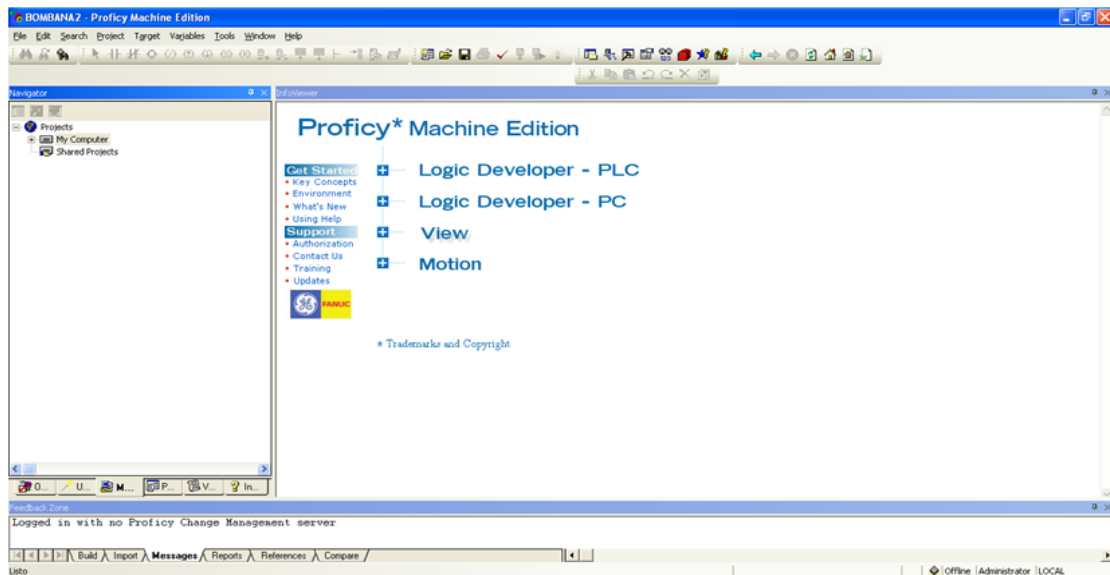 BOMBANA2 - Proficy Machine Edition
File Edit Search Project Target Variables Tools Window Help
Navigator
InfoViewer
Projects
My Computer
Shared Projects
Proficy* Machine Edition
Get Started
Key Concepts
Environment
What's New
Using Help
Support
Authorization
Contact Us
Training
Updates
GE FANUC
Logic Developer - PLC
Logic Developer - PC
View
Motion
* Trademarks and Copyright
O... U... M... P... V... In...
Feedback Zone
Logged in with no Proficy Change Management server
Build Import Messages Reports References Compare
Listo
Offline Administrator LOCAL